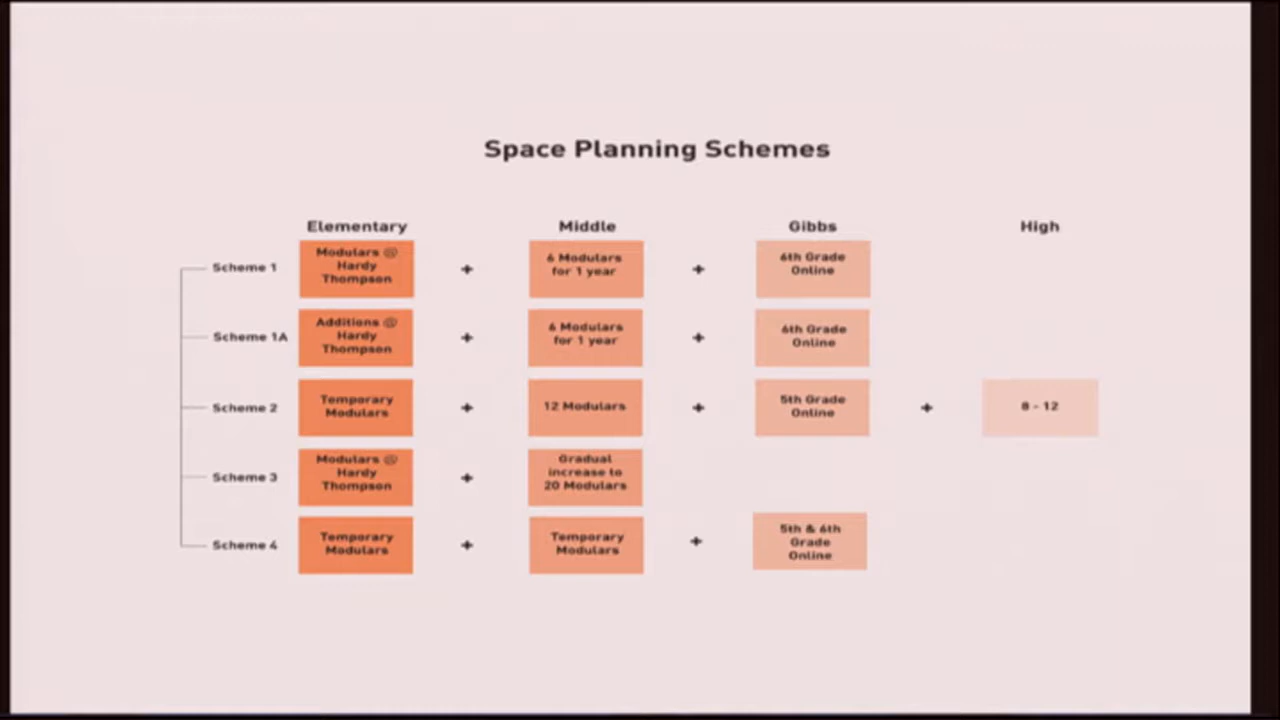 Space Planning Schemes
Elementary Middle Gibbs High
Scheme 1
Modulars @
Hardy
Thompson
+
6 Modulars
for 1 year
+
6th Grade
Online
Scheme 1A
Additions @
Hardy
Thompson
+
6 Modulars
for 1 year
+
6th Grade
Online
Scheme 2
Temporary
Modulars
+
12 Modulars
+
5th Grade
Online
+
8 - 12
Scheme 3
Modulars @
Hardy
Thompson
+
Gradual
increase to
20 Modulars
Scheme 4
Temporary
Modulars
+
Temporary
Modulars
+
5th & 6th
Grade
Online